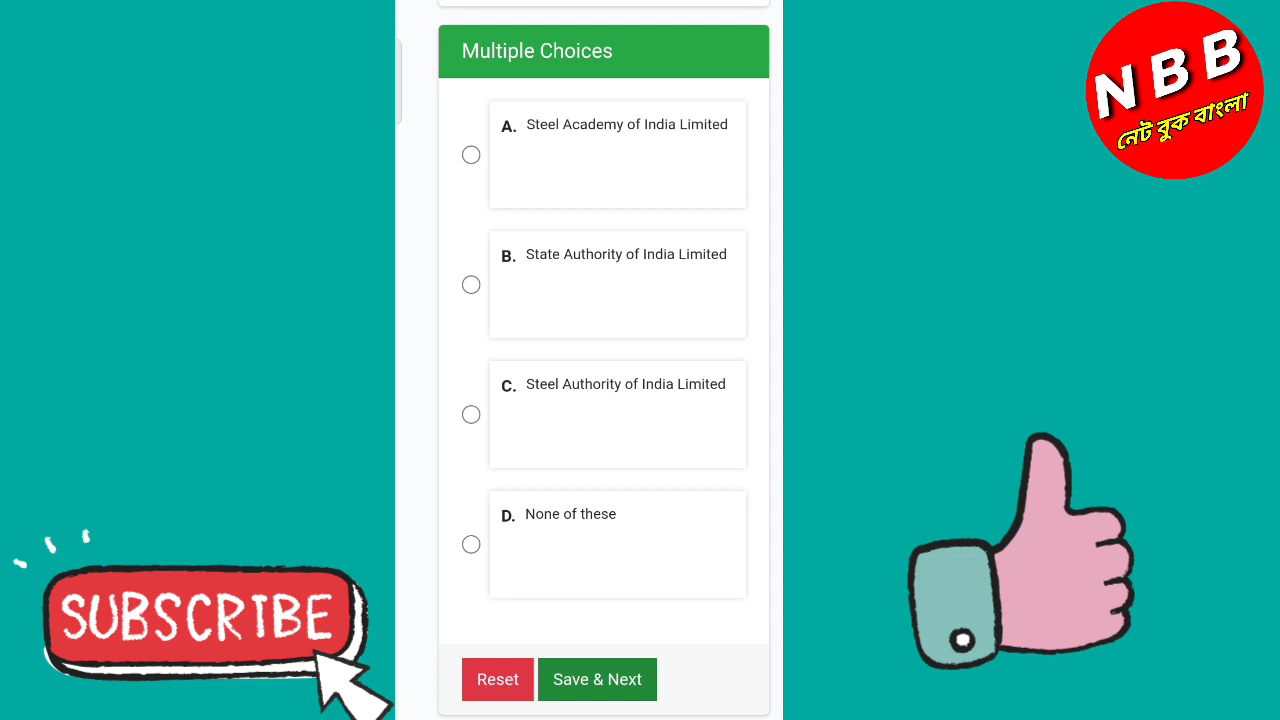 Multiple Choices
A. Steel Academy of India Limited
B. State Authority of India Limited
C. Steel Authority of India Limited
D. None of these
Reset
Save & Next
NBB
নেট বুক বাংলা
SUBSCRIBE